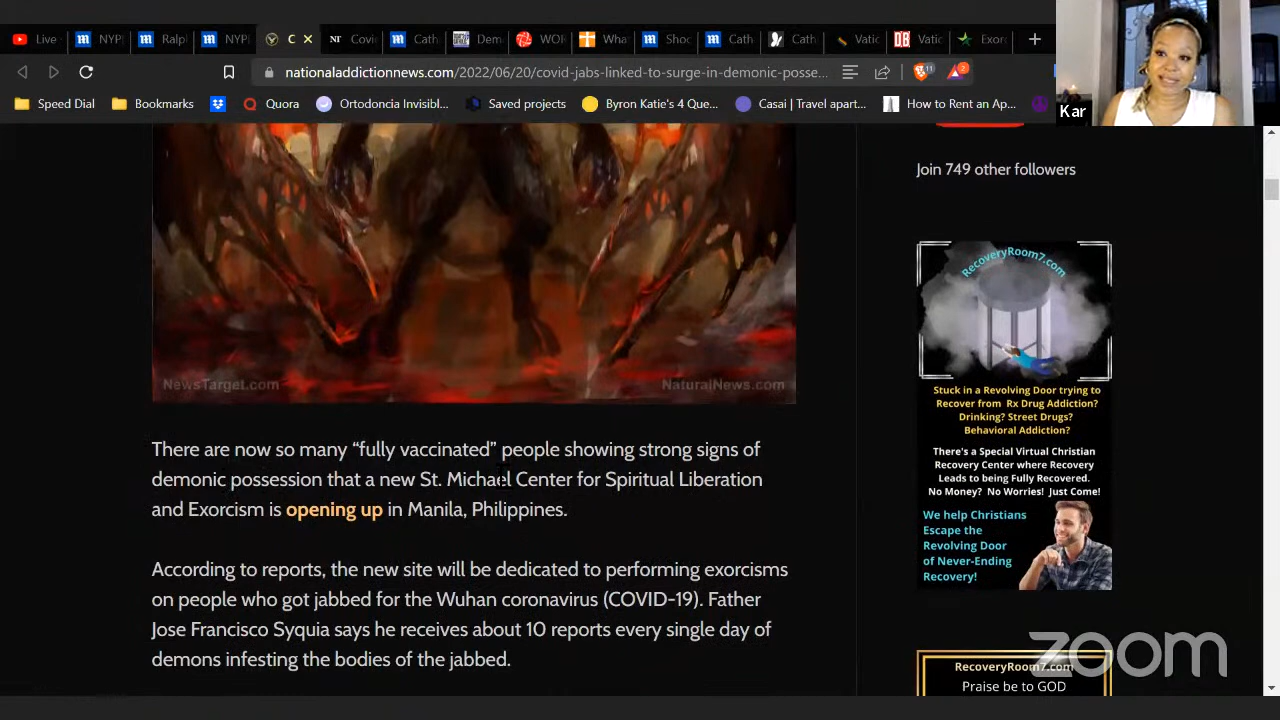 Live
NYP
Ralp
NYP
C
NT Covi
Cath
Dem
WOR
Wha
Shoc
Cath
Cath
Vatic
Vatic
Exor
nationaladdictionnews.com/2022/06/20/covid-jabs-linked-to-surge-in-demonic-posse...
11
2
Speed Dial
Bookmarks
Quora
Ortodoncia Invisibl...
Saved projects
Byron Katie's 4 Que...
Casai | Travel apart...
How to Rent an Ap...
Kar
Join 749 other followers
NewsTarget.com
NaturalNews.com
There are now so many “fully vaccinated” people showing strong signs of
demonic possession that a new St. Michael Center for Spiritual Liberation
and Exorcism is opening up in Manila, Philippines.
According to reports, the new site will be dedicated to performing exorcisms
on people who got jabbed for the Wuhan coronavirus (COVID-19). Father
Jose Francisco Syquia says he receives about 10 reports every single day of
demons infesting the bodies of the jabbed.
RecoveryRoom7.com
Stuck in a Revolving Door trying to
Recover from Rx Drug Addiction?
Drinking? Street Drugs?
Behavioral Addiction?
There's a Special Virtual Christian
Recovery Center where Recovery
Leads to being Fully Recovered.
No Money? No Worries! Just Come!
We help Christians
Escape the
Revolving Door
of Never-Ending
Recovery!
RecoveryRoom7.com
Praise be to GOD
zoom